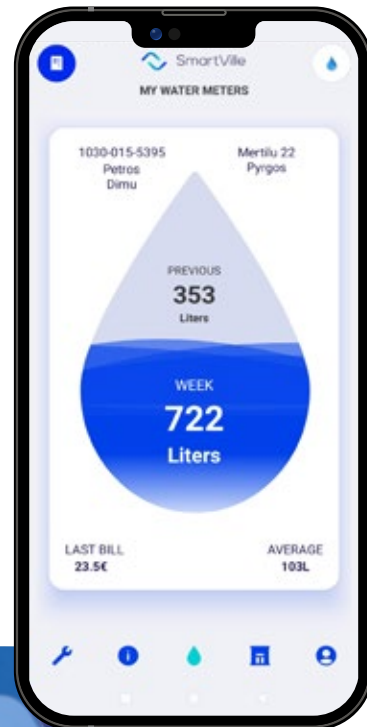 SmartVille
MY WATER METERS
1030-015-5395
Petros
Dimu
Mertilu 22
Pyrgos
PREVIOUS
353
Liters
WEEK
722
Liters
LAST BILL
23.5€
AVERAGE
103L